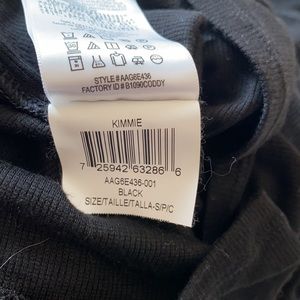 STYLE#AAG6E436
FACTORY ID#B1090CODDY
KIMMIE
7 25942 63286 6
AAG6E436-001
BLACK
SIZE/TAILLE/TALLA-S/P/C